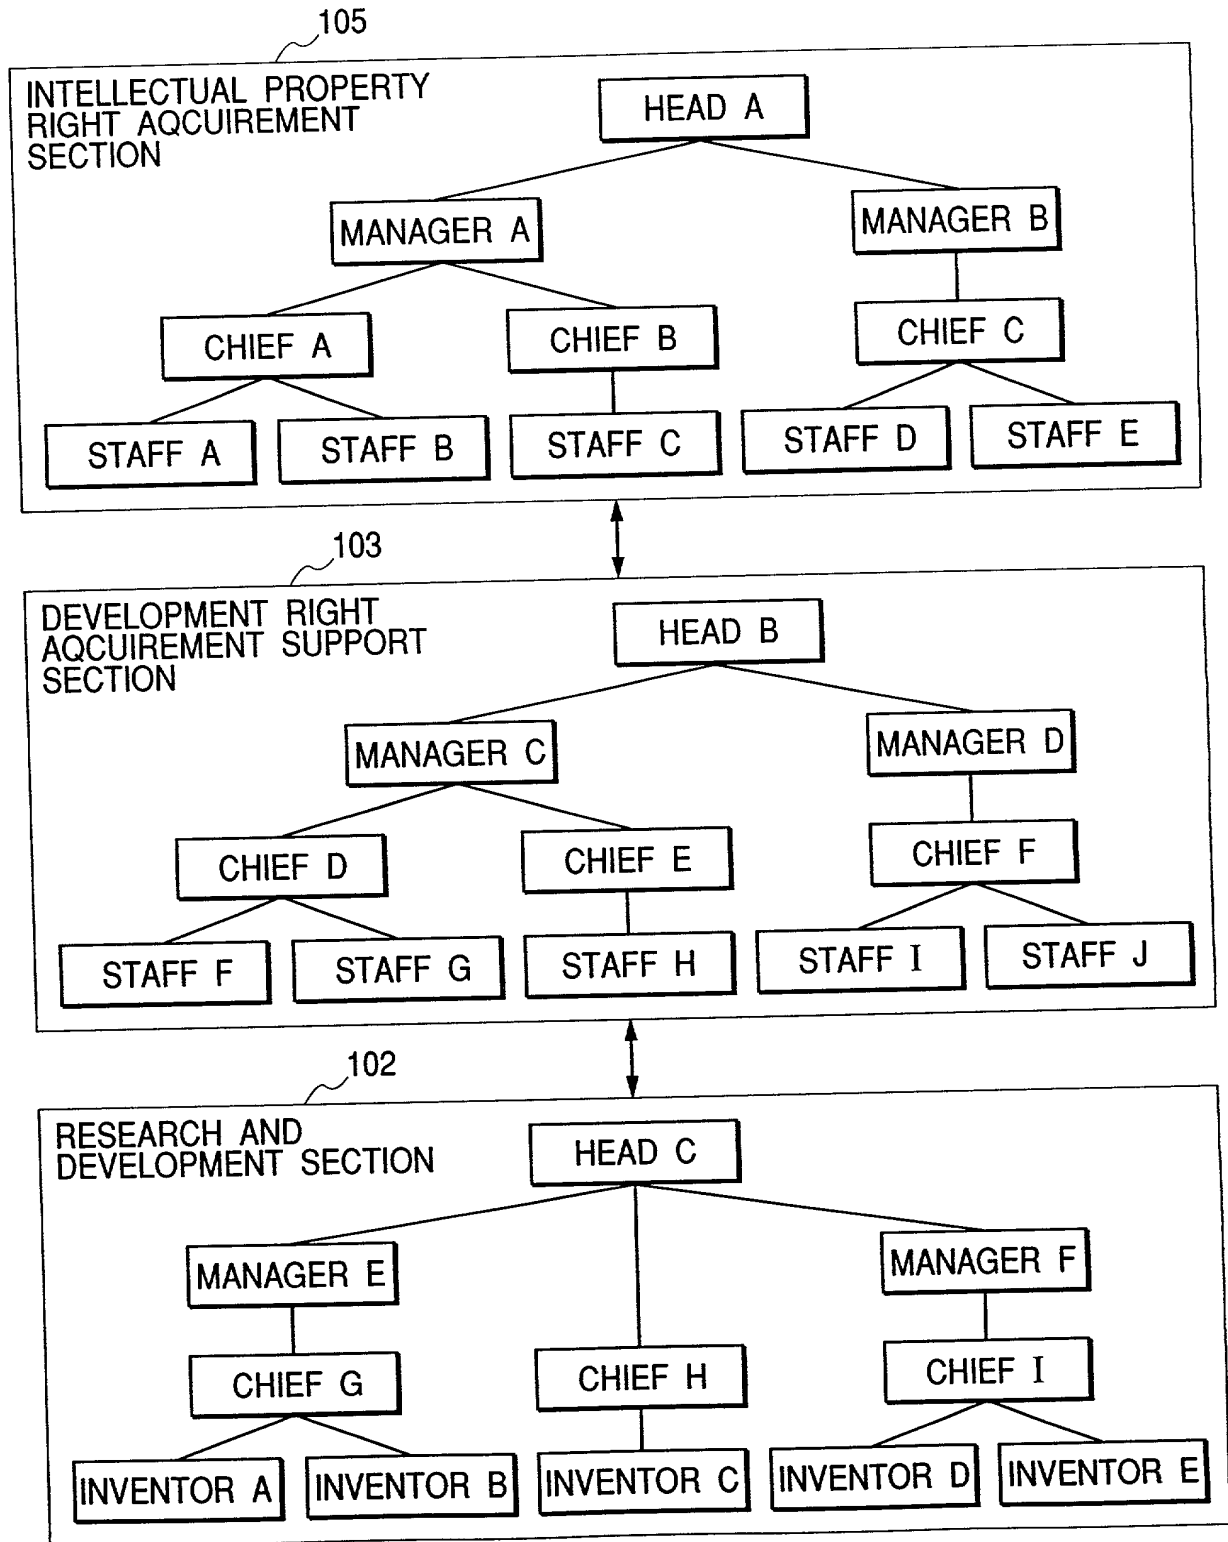 105
INTELLECTUAL PROPERTY
RIGHT AQCUIREMENT
SECTION
HEAD A
MANAGER A
MANAGER B
CHIEF A
CHIEF B
CHIEF C
STAFF A
STAFF B
STAFF C
STAFF D
STAFF E
103
DEVELOPMENT RIGHT
AQCUIREMENT SUPPORT
SECTION
HEAD B
MANAGER C
MANAGER D
CHIEF D
CHIEF E
CHIEF F
STAFF F
STAFF G
STAFF H
STAFF I
STAFF J
102
RESEARCH AND
DEVELOPMENT SECTION
HEAD C
MANAGER E
MANAGER F
CHIEF G
CHIEF H
CHIEF I
INVENTOR A
INVENTOR B
INVENTOR C
INVENTOR D
INVENTOR E